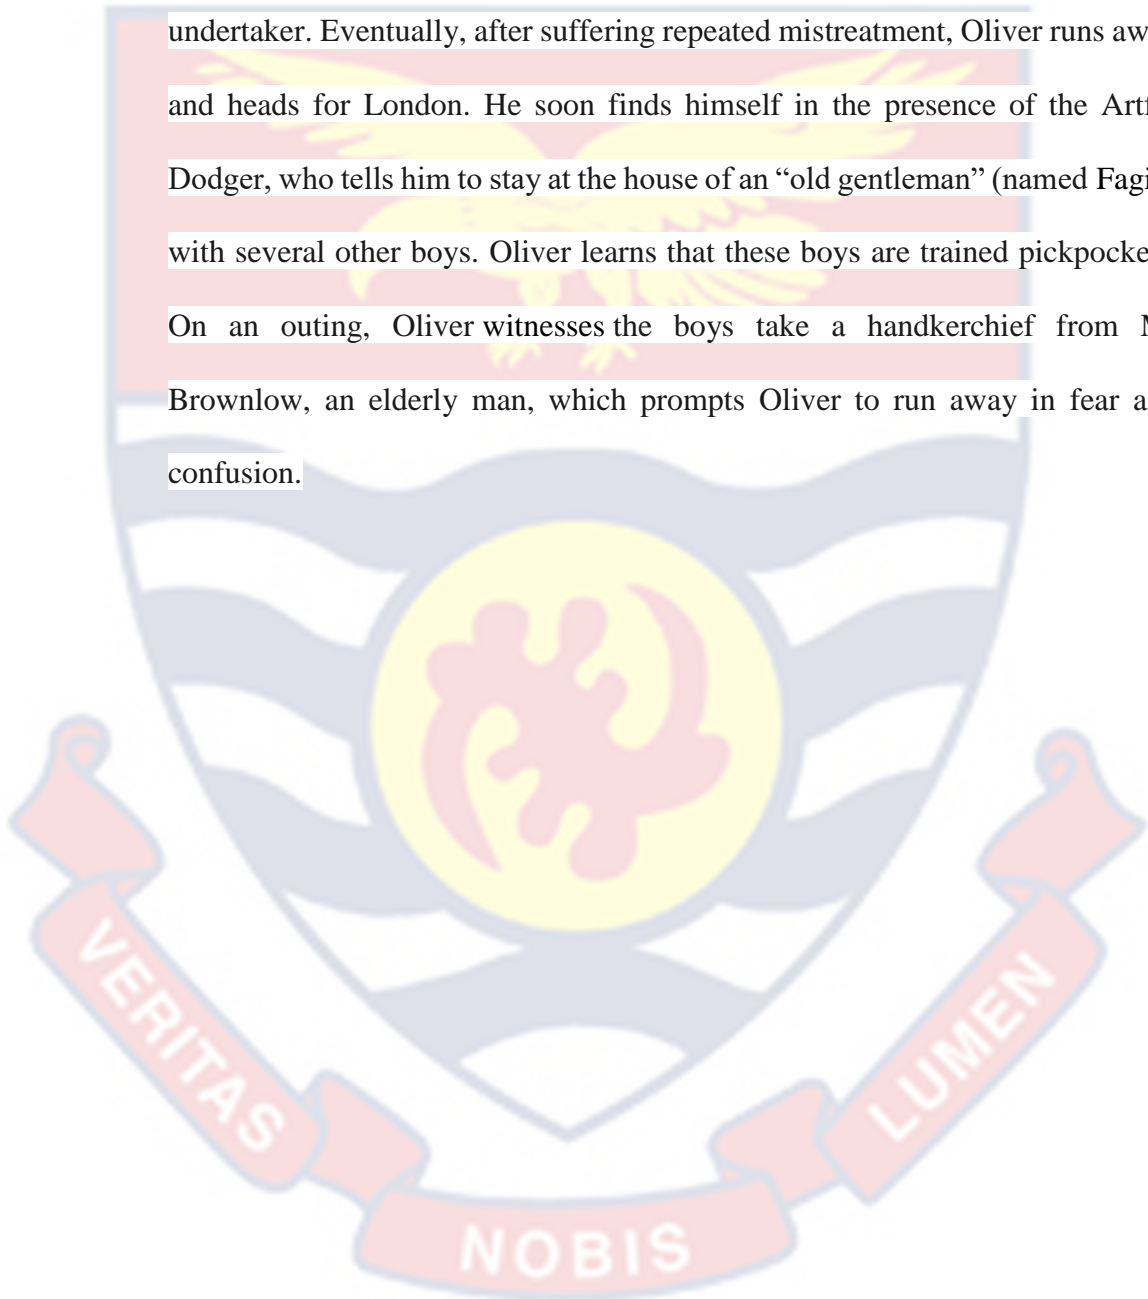 undertaker. Eventually, after suffering repeated mistreatment, Oliver runs aw
and heads for London. He soon finds himself in the presence of the Artf
Dodger, who tells him to stay at the house of an “old gentleman” (named Fagi
with several other boys. Oliver learns that these boys are trained pickpocke
On an outing, Oliver witnesses the boys take a handkerchief from M
Brownlow, an elderly man, which prompts Oliver to run away in fear a
confusion.
VERITAS
NOBIS
LUMEN